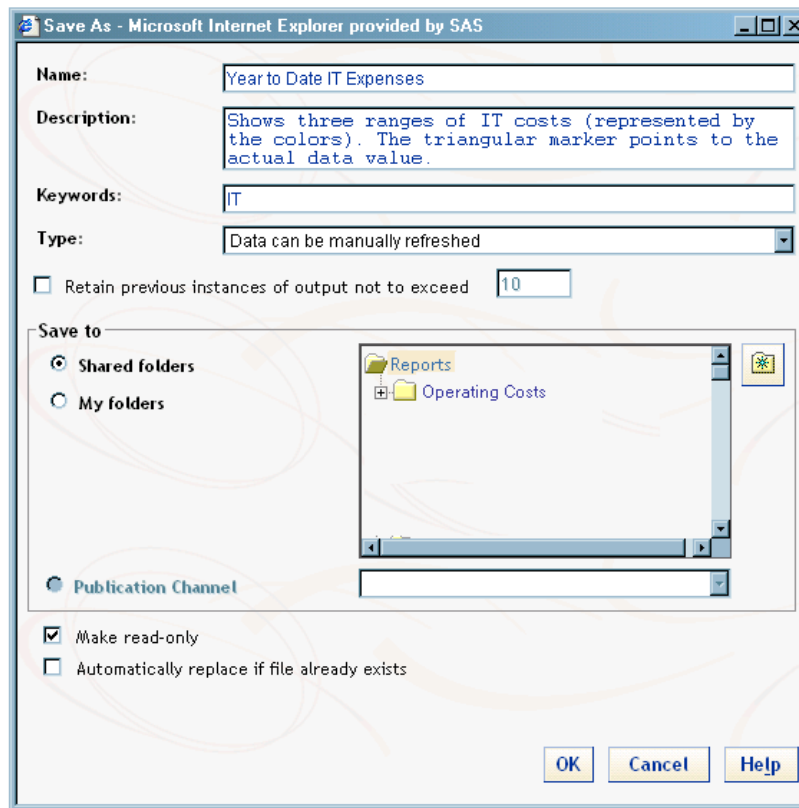 Save As - Microsoft Internet Explorer provided by SAS
Name:
Year to Date IT Expenses
Description:
Shows three ranges of IT costs (represented by
the colors). The triangular marker points to the
actual data value.
Keywords:
IT
Type:
Data can be manually refreshed
Retain previous instances of output not to exceed
10
Save to
Shared folders
My folders
Reports
Operating Costs
Publication Channel
Make read-only
Automatically replace if file already exists
OK
Cancel
Help